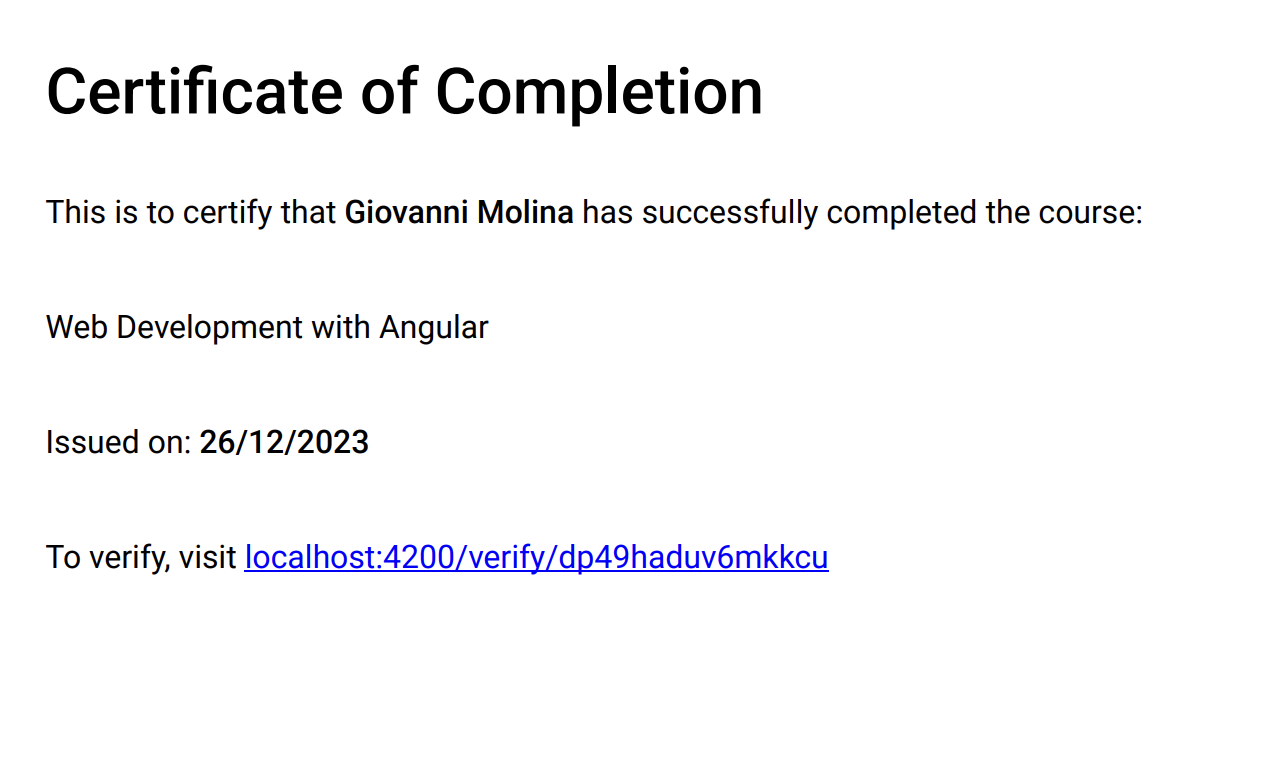 Certificate of Completion
This is to certify that Giovanni Molina has successfully completed the course:
Web Development with Angular
Issued on: 26/12/2023
To verify, visit localhost:4200/verify/dp49haduv6mkkcu